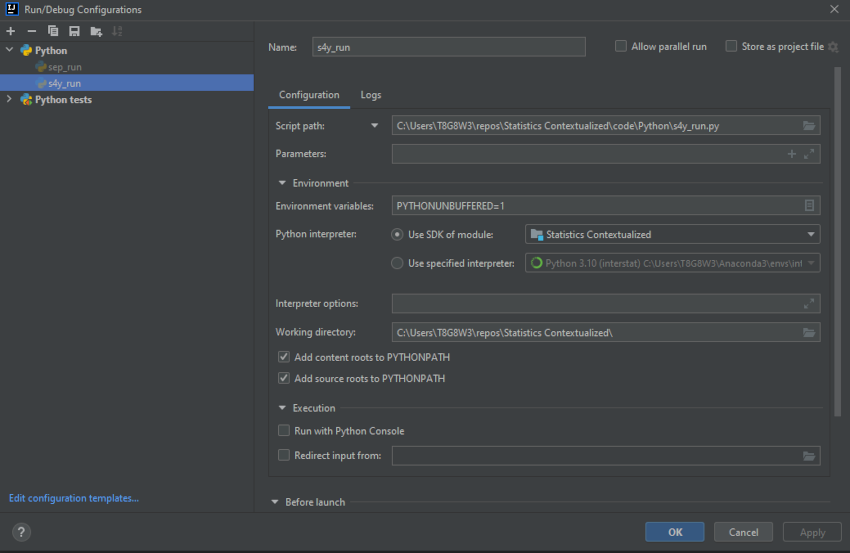 Run/Debug Configurations
Python
sep_run
s4y_run
Python tests
Edit configuration templates...
Name: s4y_run
Allow parallel run
Store as project file
Configuration Logs
Script path: C:\Users\T8G8W3\repos\Statistics Contextualized\code\Python\s4y_run.py
Parameters:
Environment
Environment variables: PYTHONUNBUFFERED=1
Python interpreter: Use SDK of module: Statistics Contextualized
Use specified interpreter: Python 3.10 (interstat) C:\Users\T8G8W3\Anaconda3\envs\int
Interpreter options:
Working directory: C:\Users\T8G8W3\repos\Statistics Contextualized\
Add content roots to PYTHONPATH
Add source roots to PYTHONPATH
Execution
Run with Python Console
Redirect input from:
Before launch
? OK Cancel Apply